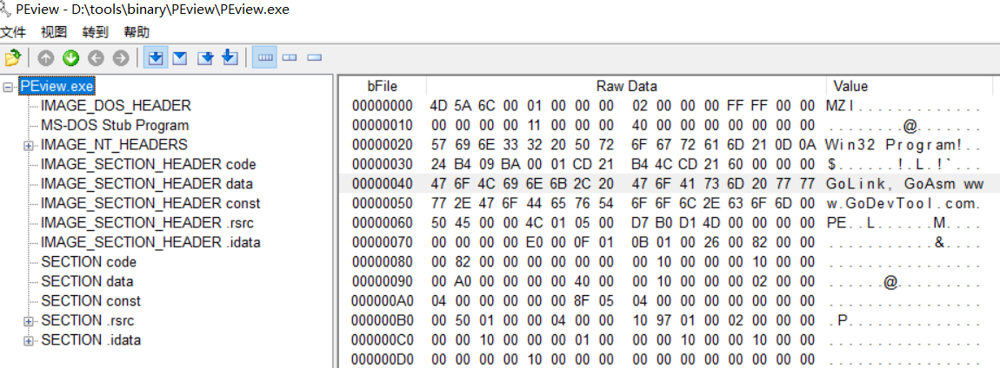 PEview - D:\tools\binary\PEview\PEview.exe
文件 视图 转到 帮助
PEview.exe
IMAGE_DOS_HEADER
MS-DOS Stub Program
IMAGE_NT_HEADERS
IMAGE_SECTION_HEADER code
IMAGE_SECTION_HEADER data
IMAGE_SECTION_HEADER const
IMAGE_SECTION_HEADER .rsrc
IMAGE_SECTION_HEADER .idata
SECTION code
SECTION data
SECTION const
SECTION .rsrc
SECTION .idata
bFile Raw Data Value
00000000 4D 5A 6C 00 01 00 00 00 02 00 00 00 FF FF 00 00 MZl.............
00000010 00 00 00 00 11 00 00 00 40 00 00 00 00 00 00 00 ........@.......
00000020 57 69 6E 33 32 20 50 72 6F 67 72 61 6D 21 0D 0A Win32 Program!..
00000030 24 B4 09 BA 00 01 CD 21 B4 4C CD 21 60 00 00 00 $......!.L.!`...
00000040 47 6F 4C 69 6E 6B 2C 20 47 6F 41 73 6D 20 77 77 GoLink, GoAsm ww
00000050 77 2E 47 6F 44 65 76 54 6F 6F 6C 2E 63 6F 6D 00 w.GoDevTool.com.
00000060 50 45 00 00 4C 01 05 00 D7 B0 D1 4D 00 00 00 00 PE..L......M....
00000070 00 00 00 00 E0 00 0F 01 0B 01 00 26 00 82 00 00 ...........&....
00000080 00 82 00 00 00 00 00 00 00 10 00 00 00 10 00 00 ................
00000090 00 A0 00 00 00 00 40 00 00 10 00 00 00 02 00 00 ......@.........
000000A0 04 00 00 00 00 00 8F 05 04 00 00 00 00 00 00 00 ................
000000B0 00 50 01 00 00 04 00 00 10 97 01 00 02 00 00 00 .P..............
000000C0 00 00 10 00 00 00 01 00 00 00 10 00 00 10 00 00 ................
000000D0 00 00 00 00 10 00 00 00 00 00 00 00 00 00 00 00 ................